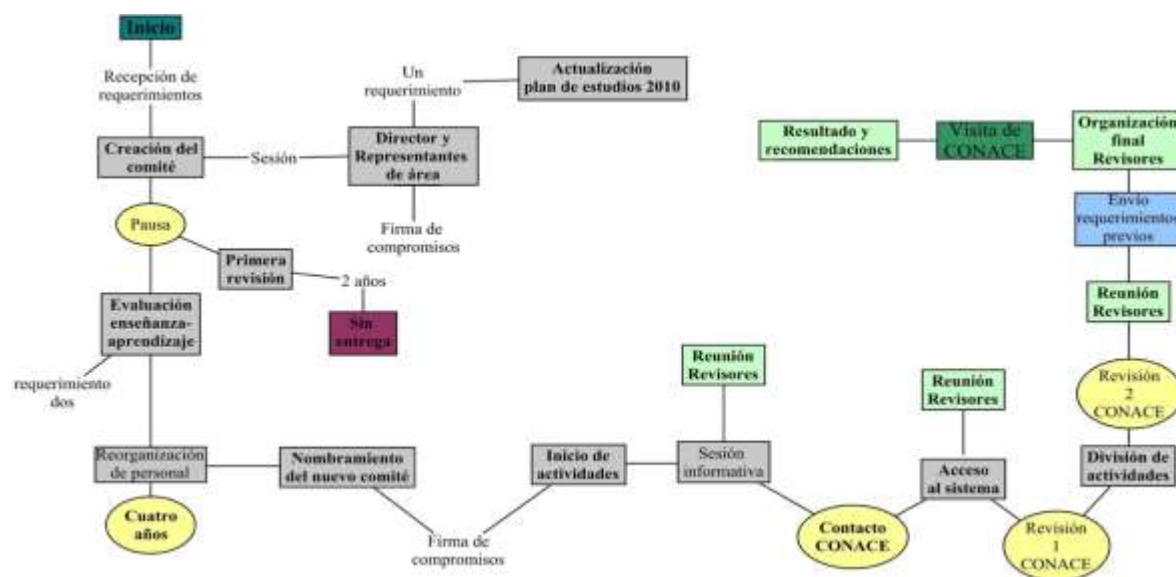 Inicio
Recepción de
requerimientos
Creación del
comité
Sesión
Director y
Representantes
de área
Un
requerimiento
Actualización
plan de estudios 2010
Firma de
compromisos
Pausa
Primera
revisión
2 años
Sin
entrega
Evaluación
enseñanza-
aprendizaje
requerimiento
dos
Reorganización
de personal
Cuatro
años
Nombramiento
del nuevo comité
Firma de
compromisos
Inicio de
actividades
Sesión
informativa
Reunión
Revisores
Contacto
CONACE
Acceso
al sistema
Reunión
Revisores
Revisión
1
CONACE
División de
actividades
Revisión
2
CONACE
Reunión
Revisores
Envío
requerimientos
previos
Organización
final
Revisores
Visita de
CONACE
Resultado y
recomendaciones